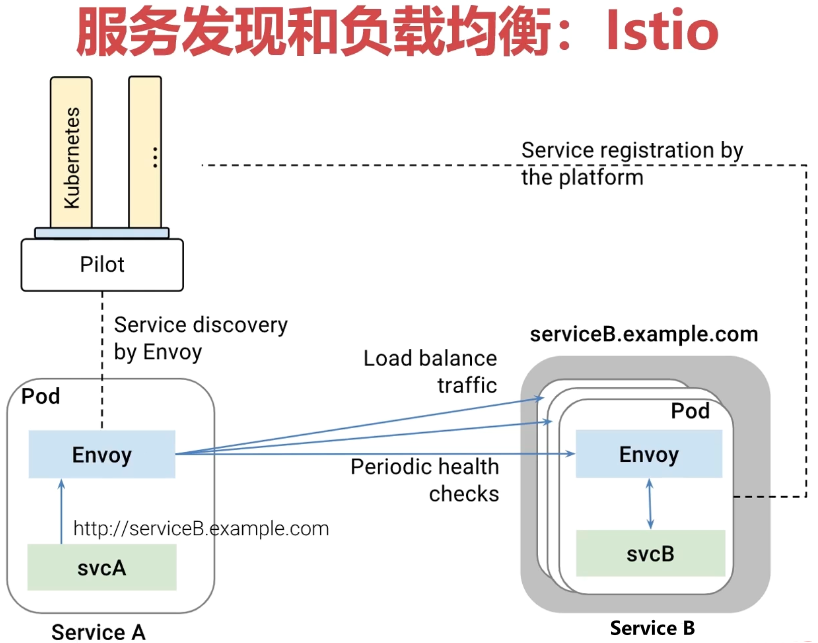 服务发现和负载均衡：Istio
Kubernetes
...
Pilot
Service registration by
the platform
Service discovery
by Envoy
serviceB.example.com
Load balance
traffic
Pod
Pod
Envoy
Envoy
Periodic health
checks
http://serviceB.example.com
svcA
svcB
Service A
Service B